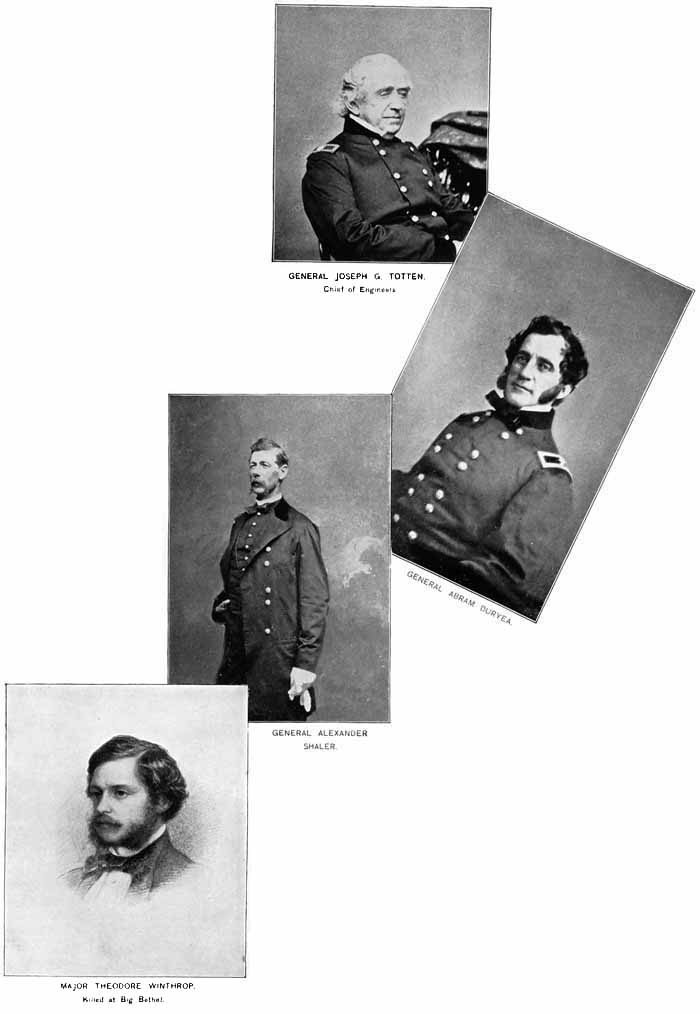 GENERAL JOSEPH G. TOTTEN.
Chief of Engineers
GENERAL ABRAM DURYEA.
GENERAL ALEXANDER
SHALER.
MAJOR THEODORE WINTHROP.
Killed at Big Bethel.